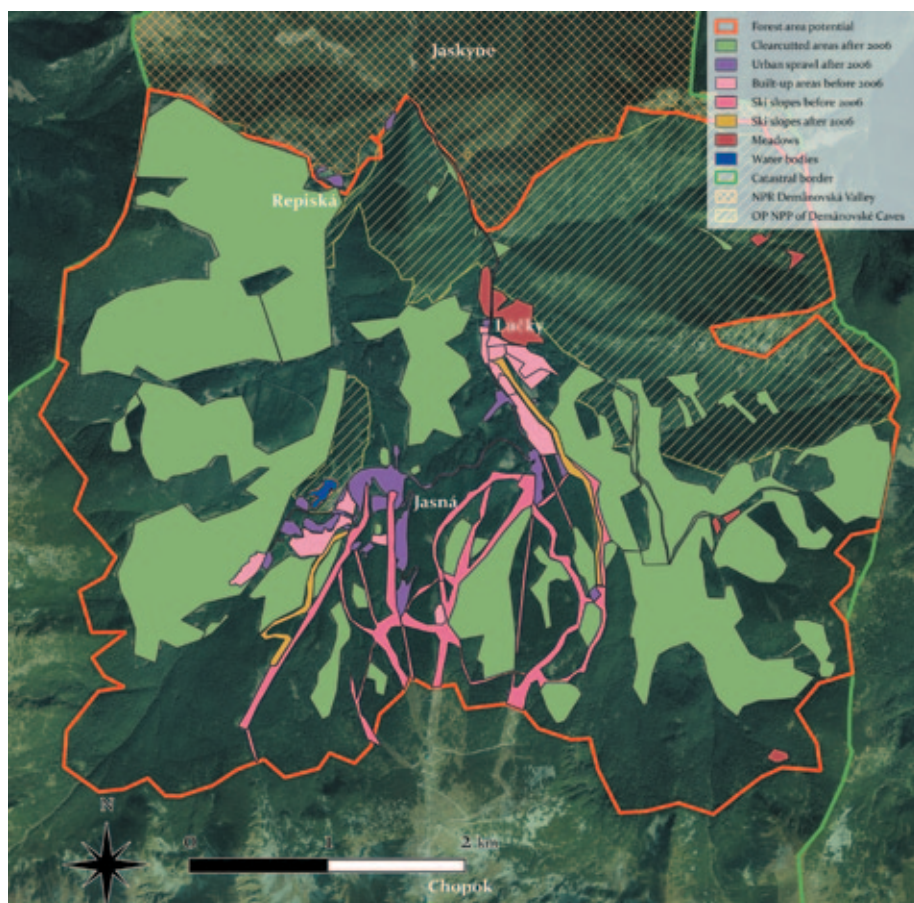 Jaskyne
Forest area potential
Clearcutted areas after 2006
Urban sprawl after 2006
Built-up areas before 2006
Ski slopes before 2006
Ski slopes after 2006
Meadows
Water bodies
Catastral border
NPR Demänovská Valley
OP NPP of Demänovské Caves
Repiská
Lúčky
Jasná
N
0 1 2 km
Chopok